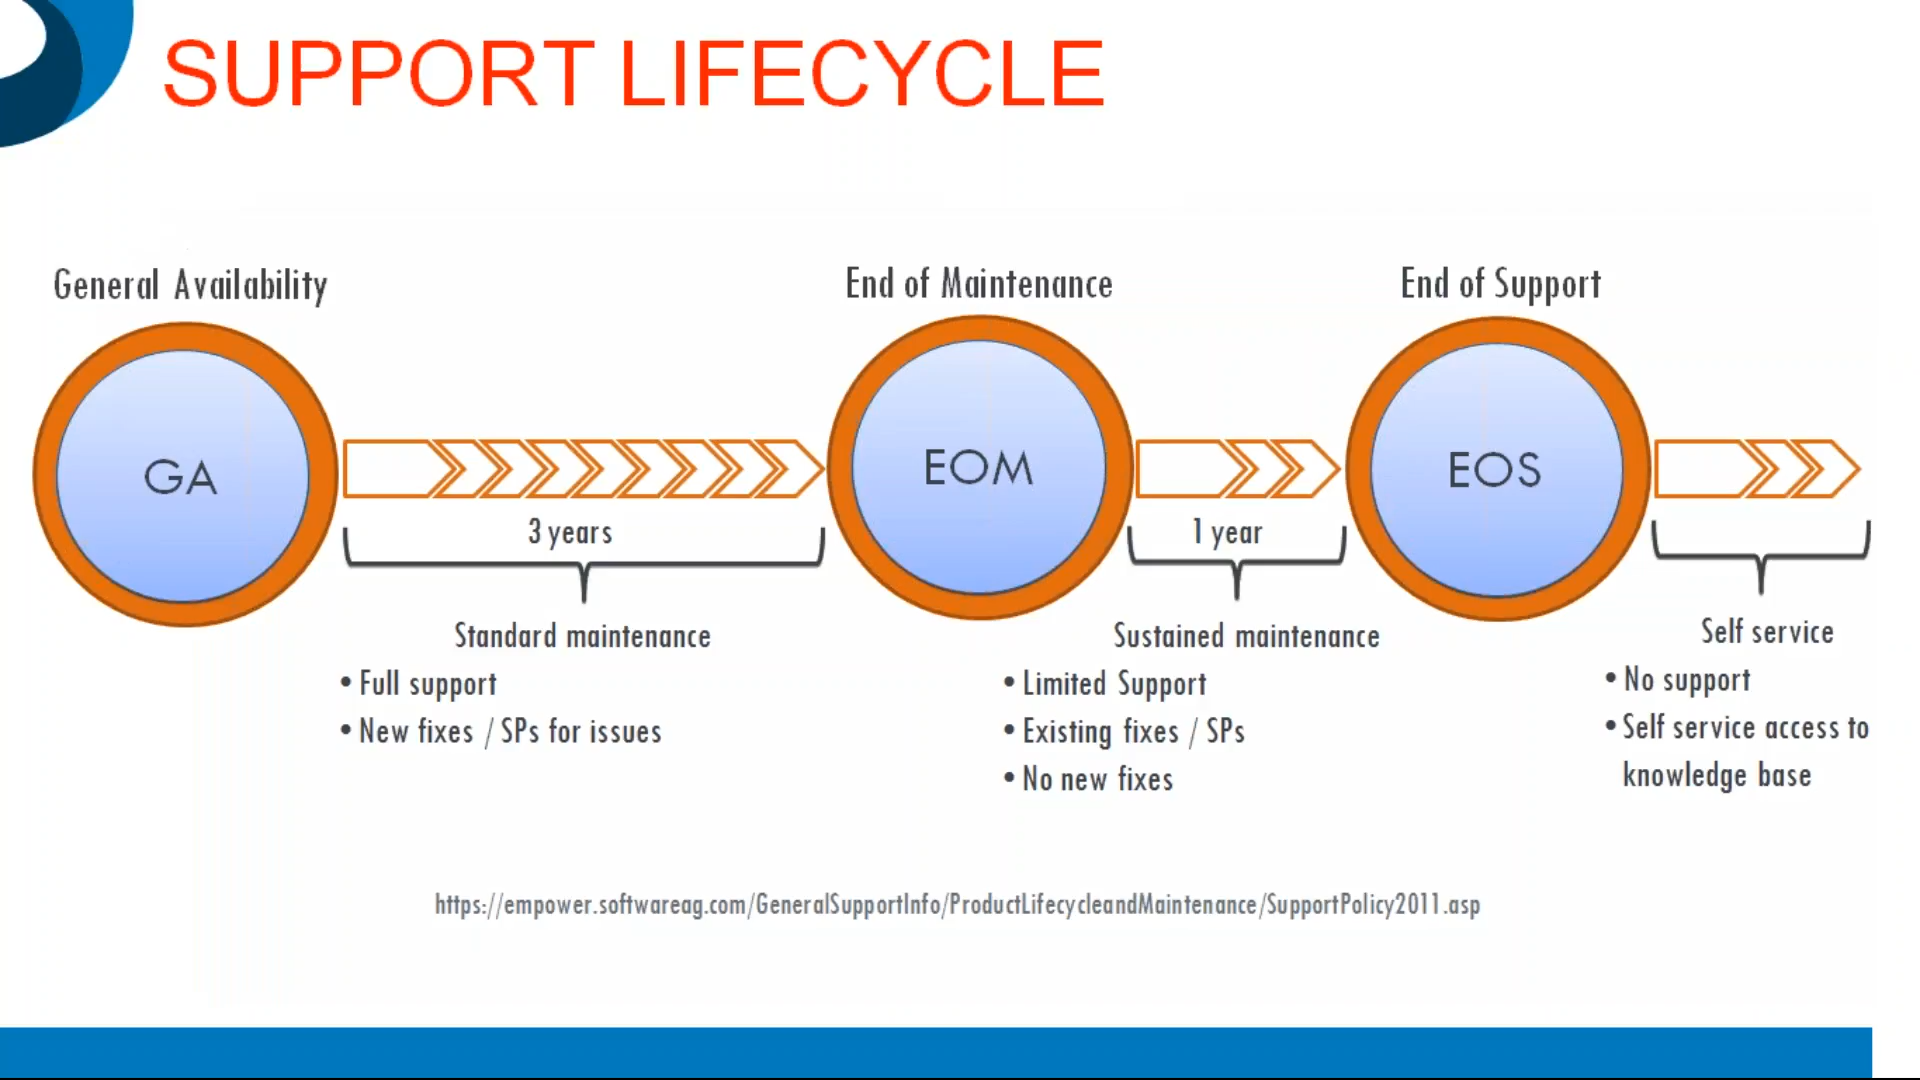 SUPPORT LIFECYCLE
General Availability
End of Maintenance
End of Support
GA
EOM
EOS
3 years
1 year
Standard maintenance
• Full support
• New fixes / SPs for issues
Sustained maintenance
• Limited Support
• Existing fixes / SPs
• No new fixes
Self service
• No support
• Self service access to
knowledge base
https://empower.softwareag.com/GeneralSupportInfo/ProductLifecycleandMaintenance/SupportPolicy2011.asp